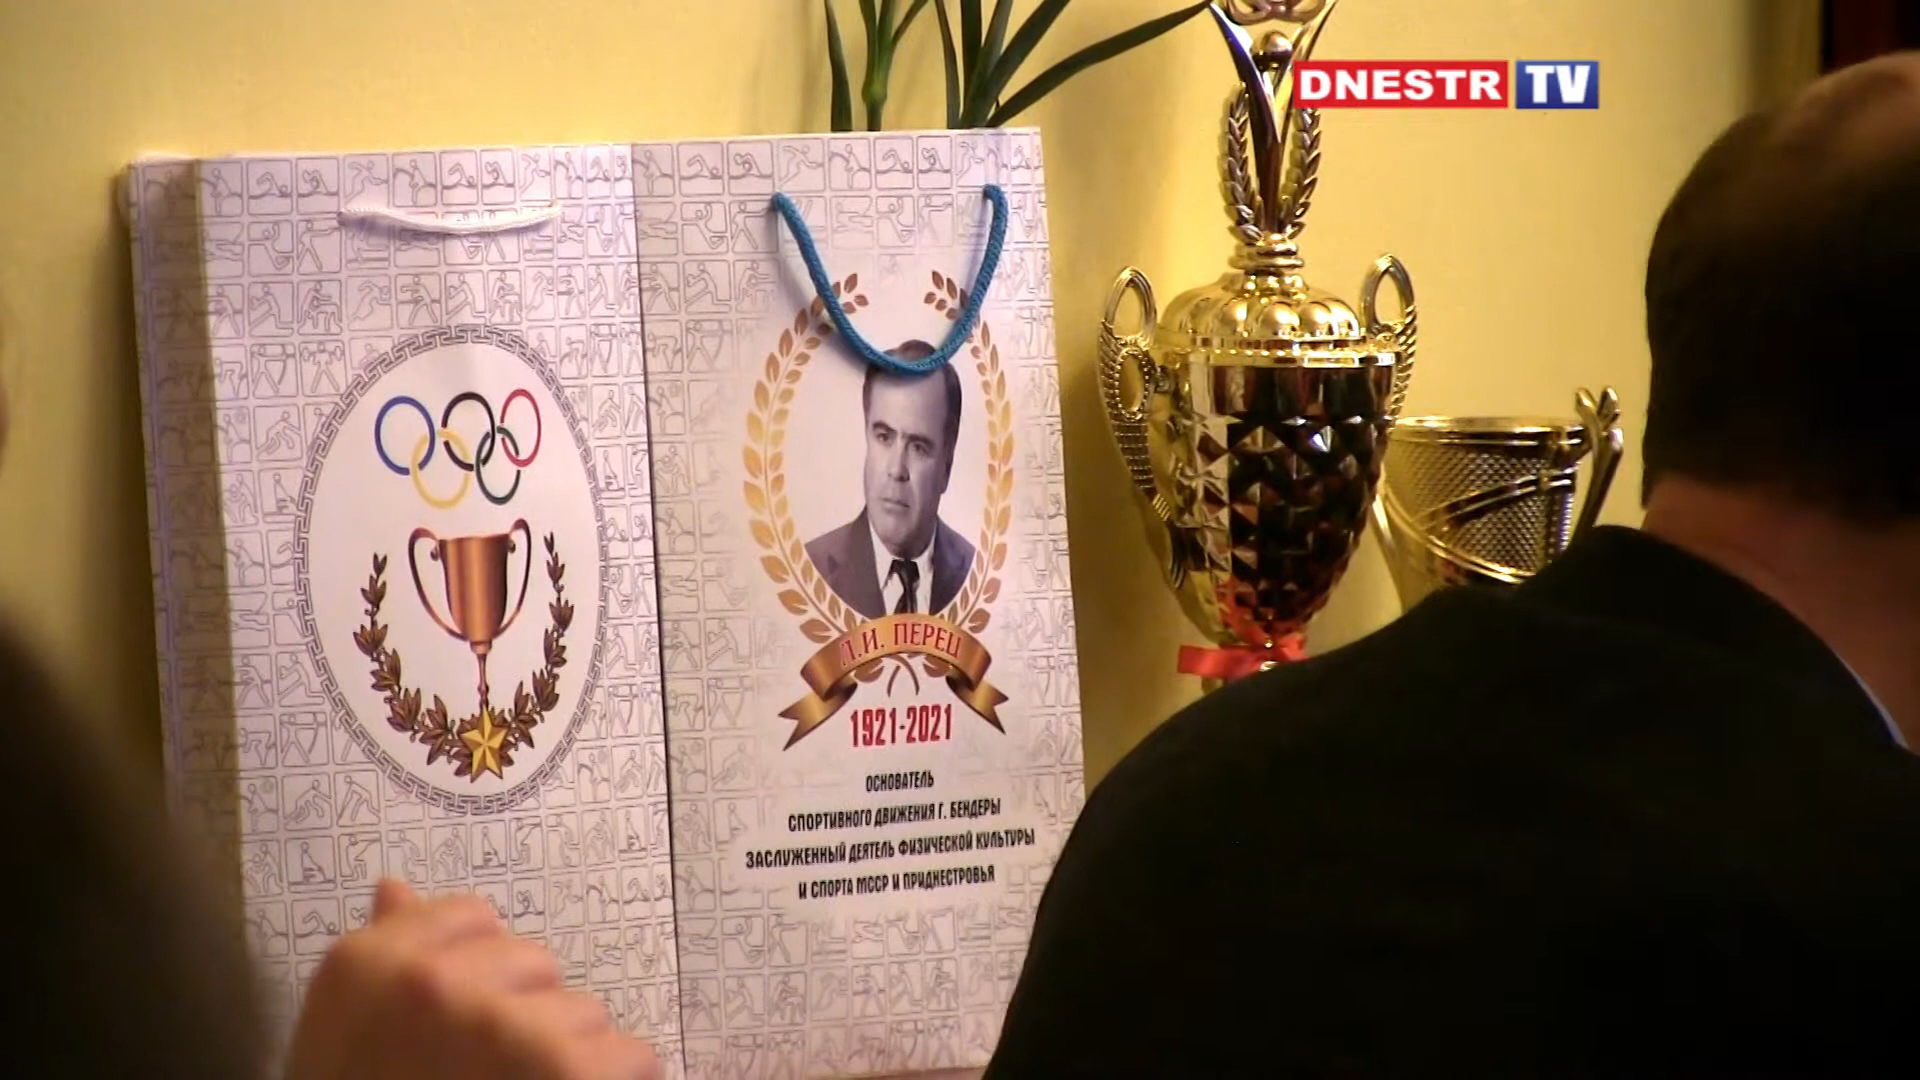 DNESTR TV
Л.И. ПЕРЕЦ
1921-2021
ОСНОВАТЕЛЬ
СПОРТИВНОГО ДВИЖЕНИЯ Г. БЕНДЕРЫ
ЗАСЛУЖЕННЫЙ ДЕЯТЕЛЬ ФИЗИЧЕСКОЙ КУЛЬТУРЫ
И СПОРТА МССР И ПРИДНЕСТРОВЬЯ